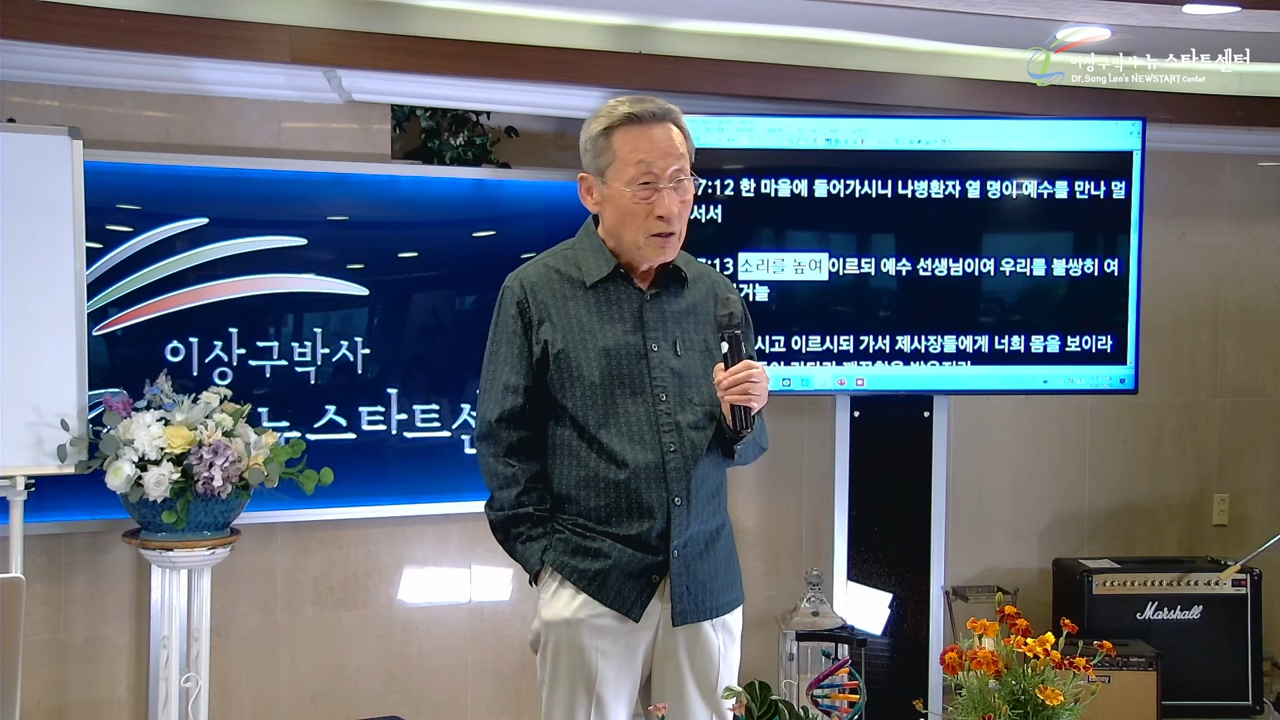 이상구박사 뉴스타트센터
Dr. Sang Lee's NEWSTART Center
7:12 한 마을에 들어가시니 나병환자 열 명이 예수를 만나 멀
서서
:13 소리를 높여 이르되 예수 선생님이여 우리를 불쌍히 여
거늘
시고 이르시되 가서 제사장들에게 너희 몸을 보이라
이상구박사
뉴스타트센
Marshall